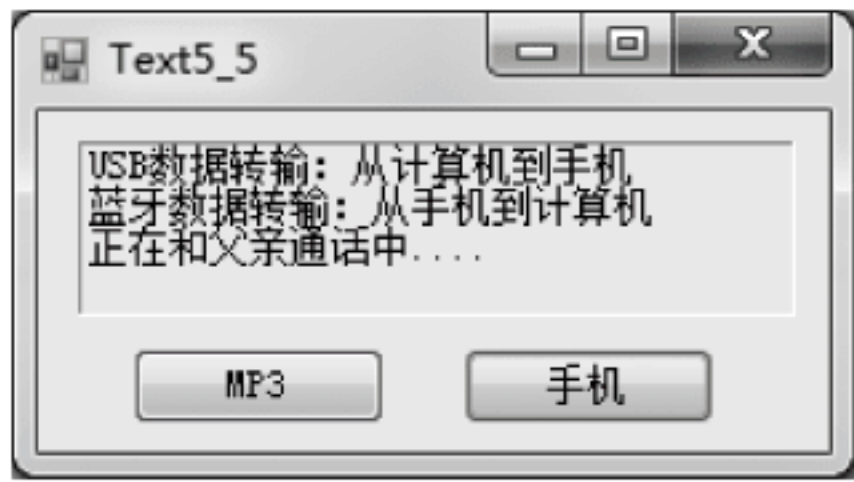 Text5_5
USB数据转输：从计算机到手机
蓝牙数据转输：从手机到计算机
正在和父亲通话中....
MP3
手机